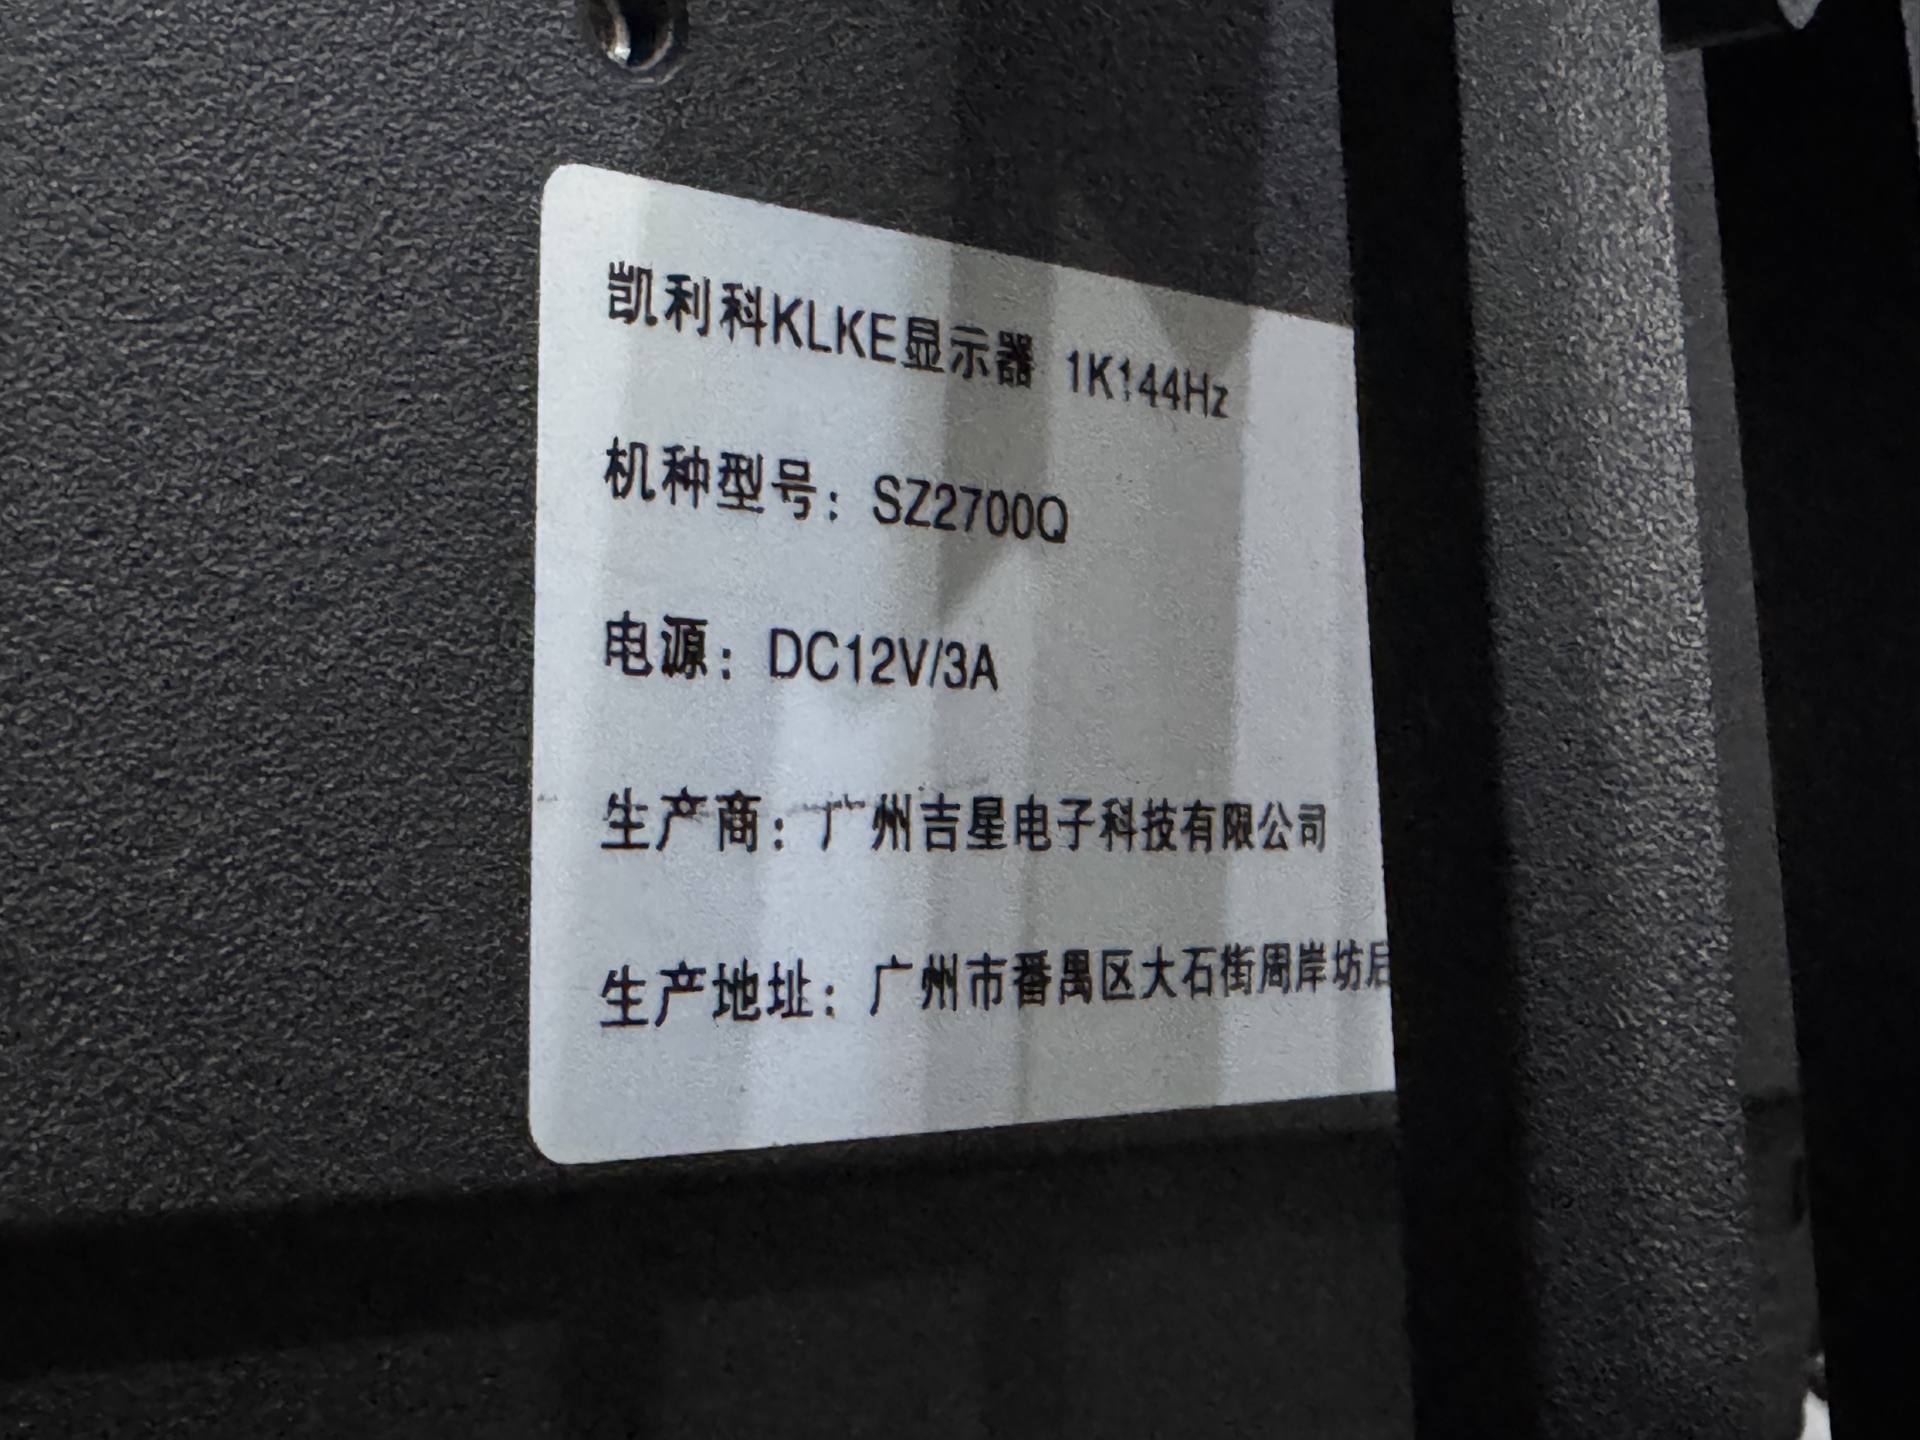 凯利科KLKE显示器 1K144Hz
机种型号：SZ2700Q
电源：DC12V/3A
生产商：广州吉星电子科技有限公司
生产地址：广州市番禺区大石街周岸坊后